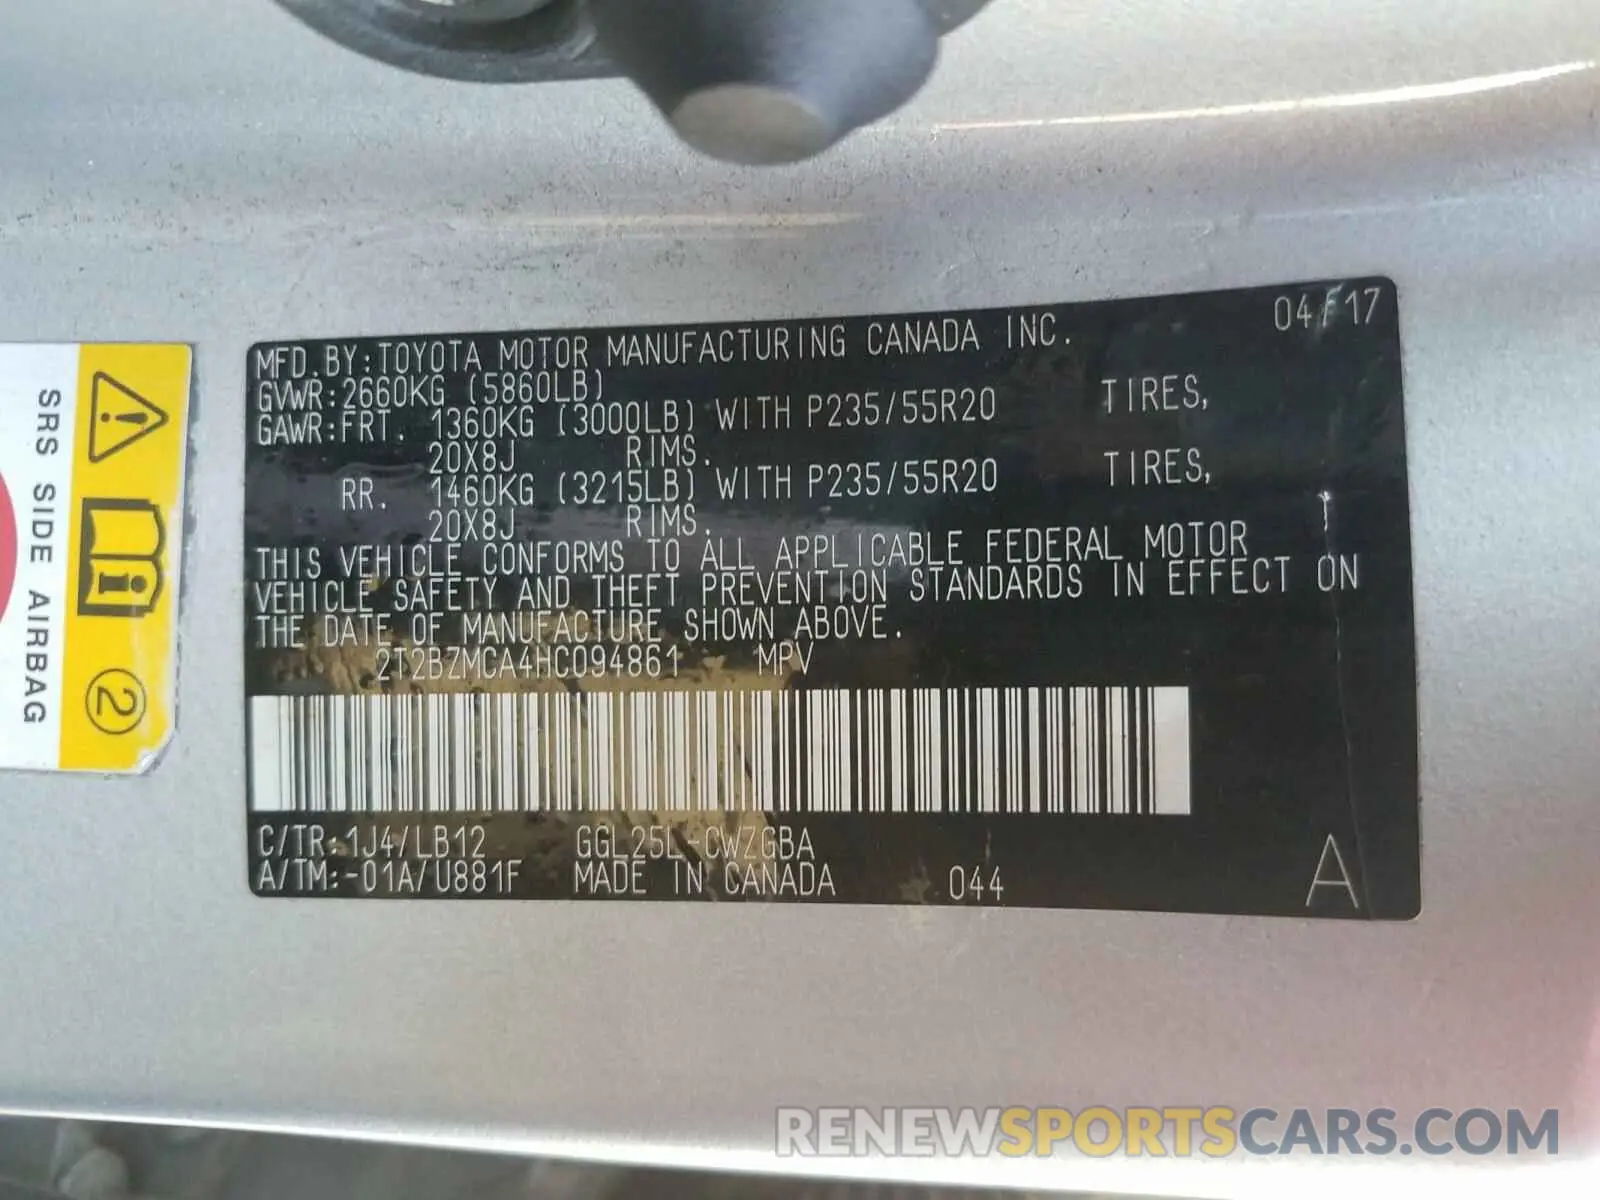 04/17
MFD.BY:TOYOTA MOTOR MANUFACTURING CANADA INC.
GVWR:2660KG (5860LB)
GAWR:FRT. 1360KG (3000LB) WITH P235/55R20 TIRES,
20X8J RIMS.
RR. 1460KG (3215LB) WITH P235/55R20 TIRES,
20X8J RIMS.
THIS VEHICLE CONFORMS TO ALL APPLICABLE FEDERAL MOTOR
VEHICLE SAFETY AND THEFT PREVENTION STANDARDS IN EFFECT ON
THE DATE OF MANUFACTURE SHOWN ABOVE.
2T2BZMCA4HC094861 MPV
C/TR:1J4/LB12 GGL25L-CWZGBA
A/TM:-01A/U881F MADE IN CANADA 044 A
SRS SIDE AIRBAG
2
RENEWSPORTSCARS.COM